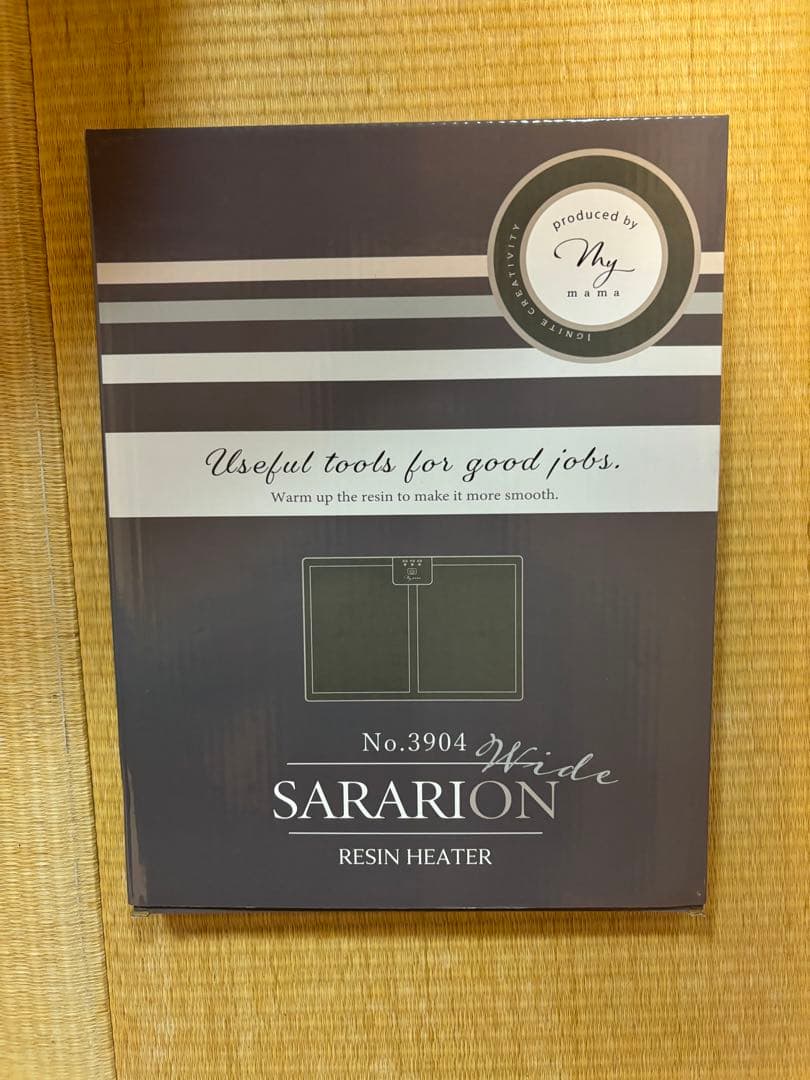 produced by
My
mama
IGNITE CREATIVITY
Useful tools for good jobs.
Warm up the resin to make it more smooth.
No.3904 Wide
SARARION
RESIN HEATER